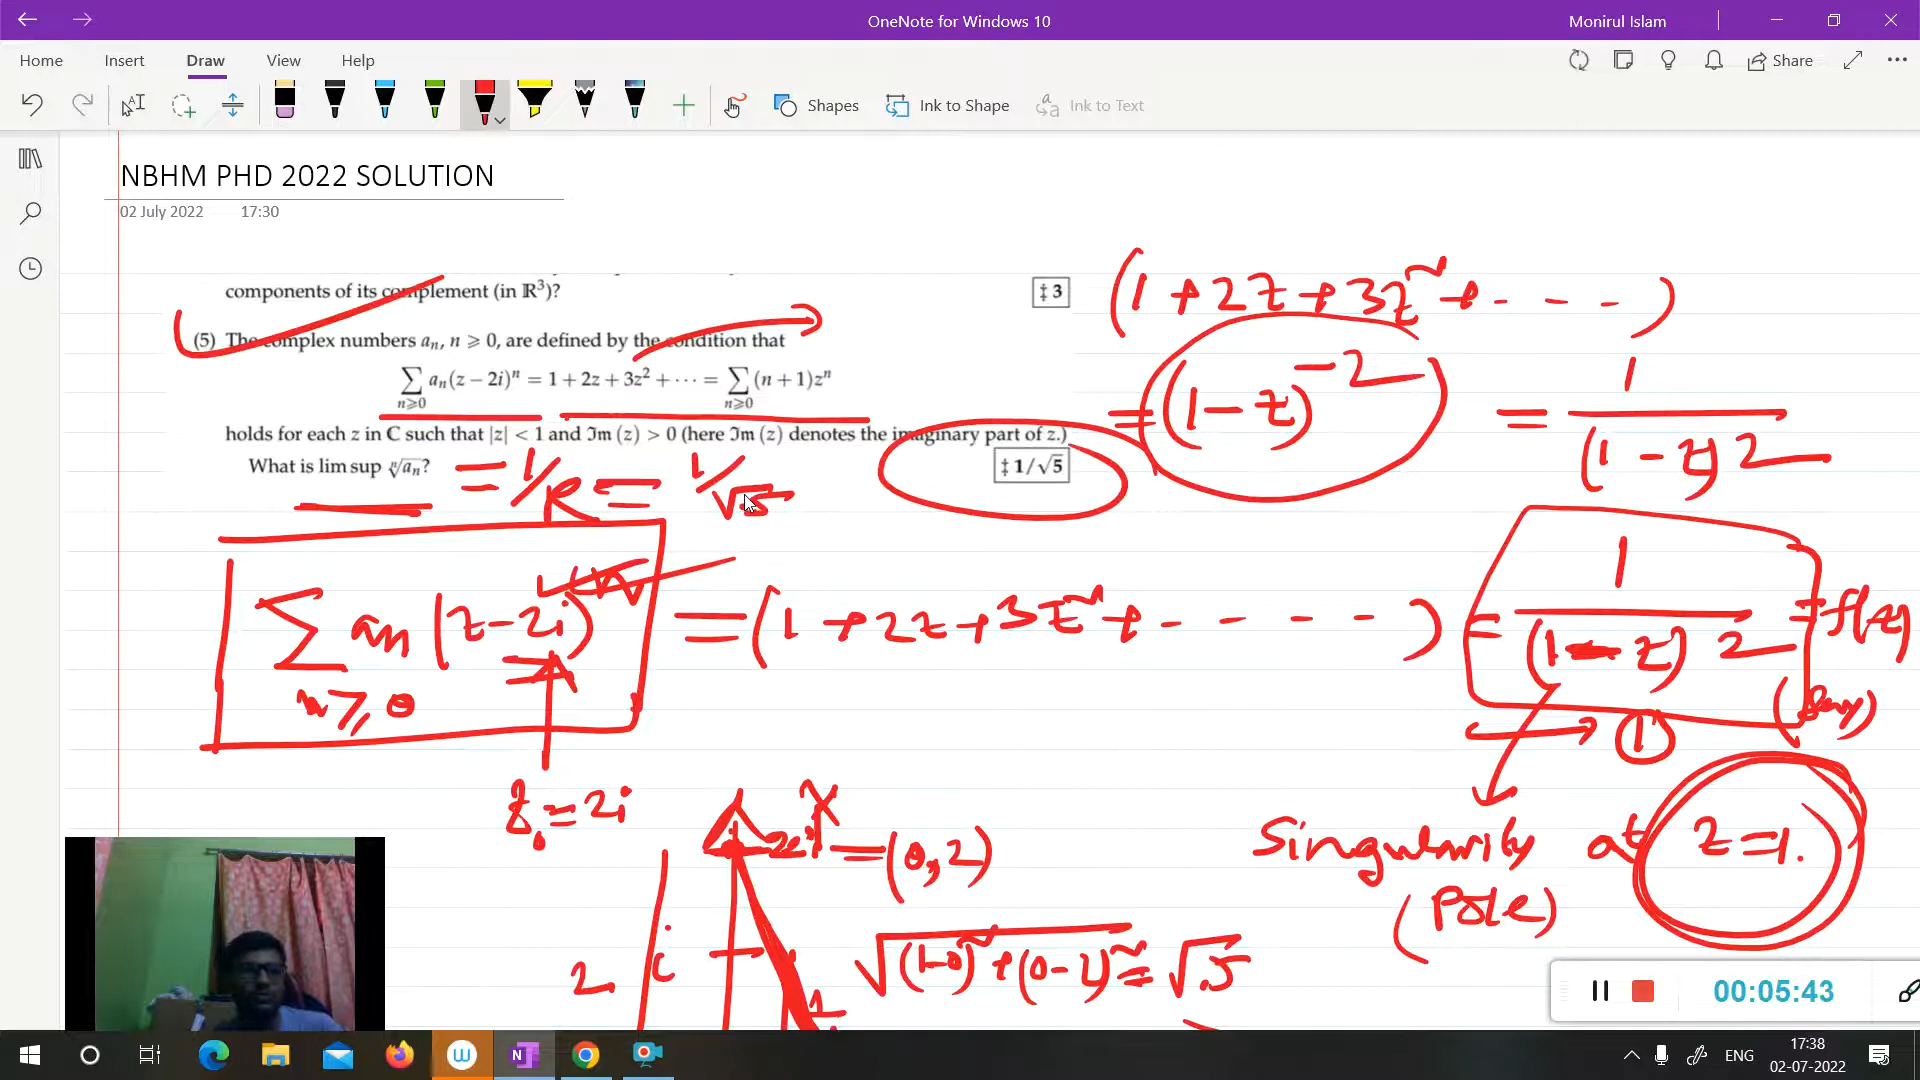 OneNote for Windows 10
Monirul Islam
Home Insert Draw View Help
Share
Shapes Ink to Shape Ink to Text
NBHM PHD 2022 SOLUTION
02 July 2022 17:30
components of its complement (in ℝ³)? ‡ 3
(1 + 2z + 3z² + - - - -)
(5) The complex numbers aₙ, n ⩾ 0, are defined by the condition that
∑ aₙ(z − 2i)ⁿ = 1 + 2z + 3z² + ··· = ∑ (n + 1)zⁿ
n⩾0 n⩾0
= (1 - z)⁻² = 1/(1 - z)²
holds for each z in C such that |z| < 1 and ℑm (z) > 0 (here ℑm (z) denotes the imaginary part of z.)
What is lim sup ⁿ√aₙ? = 1/R = 1/√5 ‡ 1/√5
∑ an (z-2i)ⁿ = (1 + 2z + 3z² + - - - -) = 1/(1 - z)² = f(z)
n ⩾ 0
(say)
①
z₀ = 2i
2i = (0,2)
Singularity at z = 1.
(Pole)
√(1-0)² + (0-2)² = √5
2 i
1
00:05:43
ENG
17:38
02-07-2022